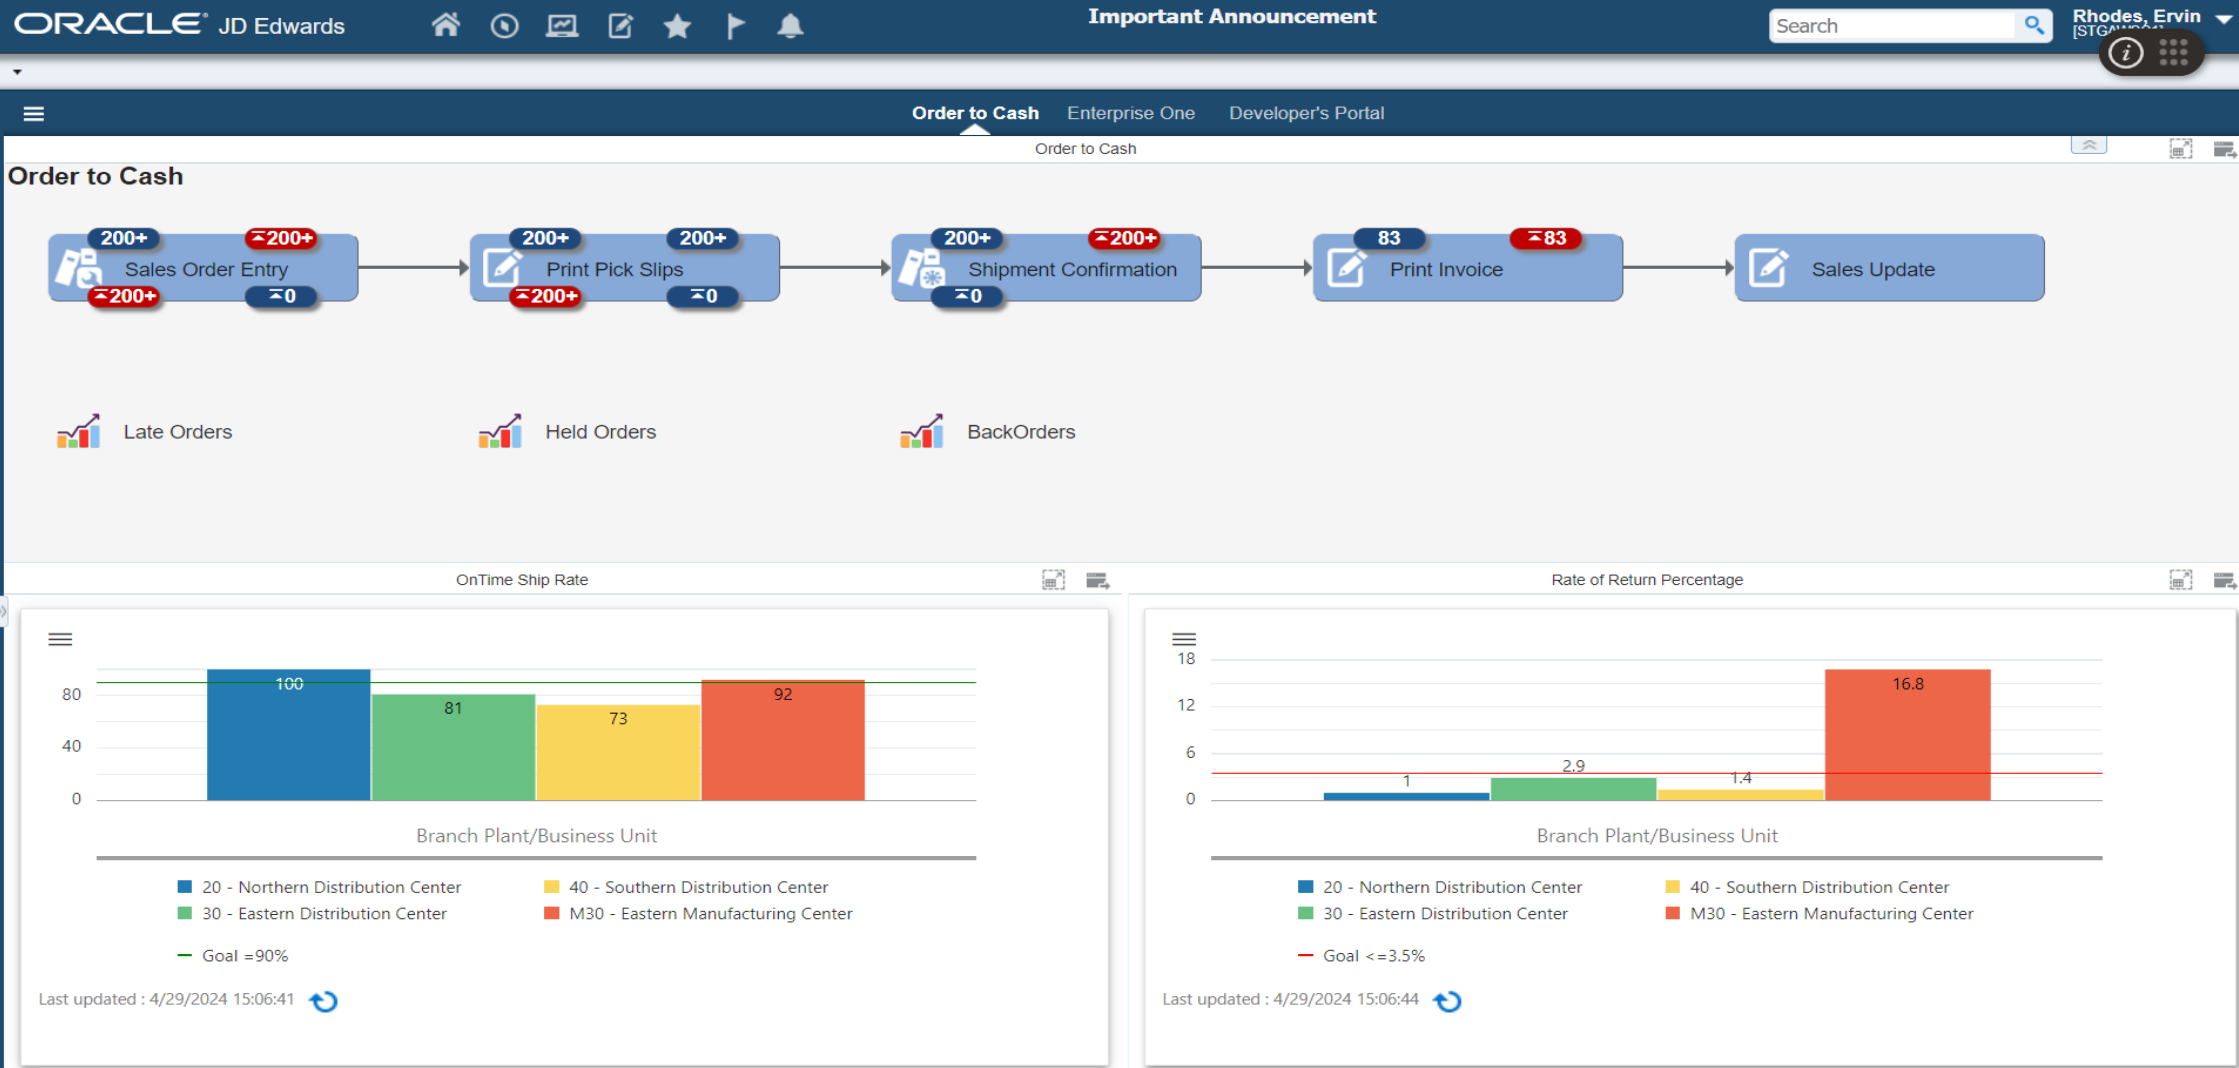 ORACLE JD Edwards
Important Announcement
Search
Rhodes, Ervin
Order to Cash Enterprise One Developer's Portal
Order to Cash
Order to Cash
200+ 200+ 200+ 200+ 200+ 200+ 83 83
Sales Order Entry Print Pick Slips Shipment Confirmation Print Invoice Sales Update
200+ 0 200+ 0 0
Late Orders Held Orders BackOrders
OnTime Ship Rate
80
40
0
100
81
73
92
Branch Plant/Business Unit
20 - Northern Distribution Center 40 - Southern Distribution Center
30 - Eastern Distribution Center M30 - Eastern Manufacturing Center
Goal =90%
Last updated : 4/29/2024 15:06:41
Rate of Return Percentage
18
12
6
0
1
2.9
1.4
16.8
Branch Plant/Business Unit
20 - Northern Distribution Center 40 - Southern Distribution Center
30 - Eastern Distribution Center M30 - Eastern Manufacturing Center
Goal <=3.5%
Last updated : 4/29/2024 15:06:44